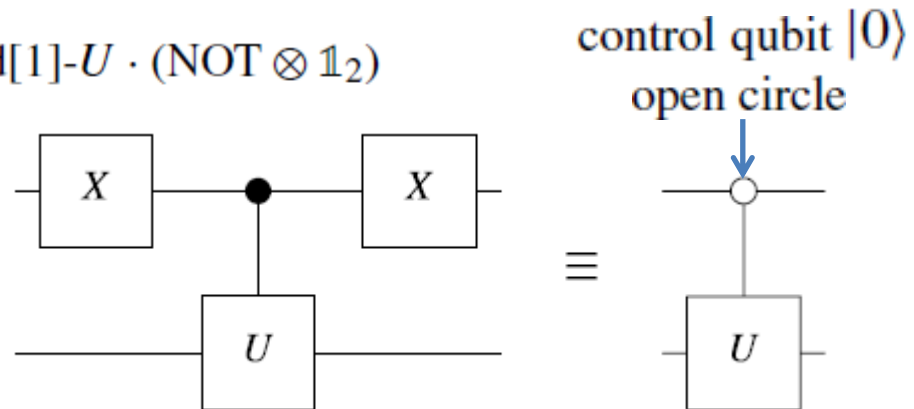 [1]-U · (NOT ⊗ 𝟙₂)
control qubit |0⟩
open circle
X
X
≡
U
U